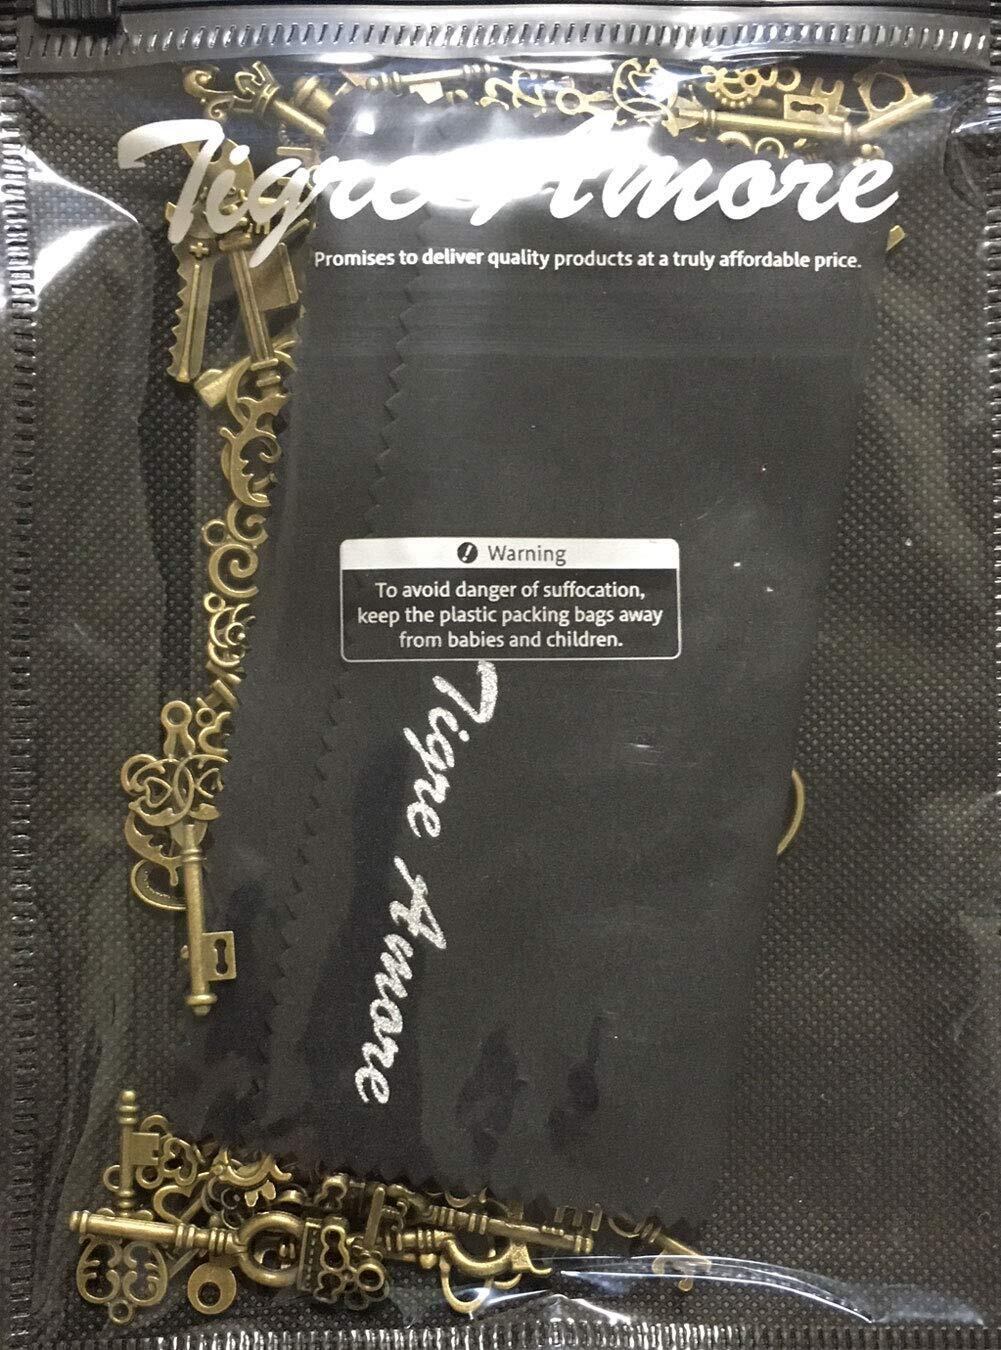 Tigre Amore
Promises to deliver quality products at a truly affordable price.
! Warning
To avoid danger of suffocation,
keep the plastic packing bags away
from babies and children.
Tigre Amore